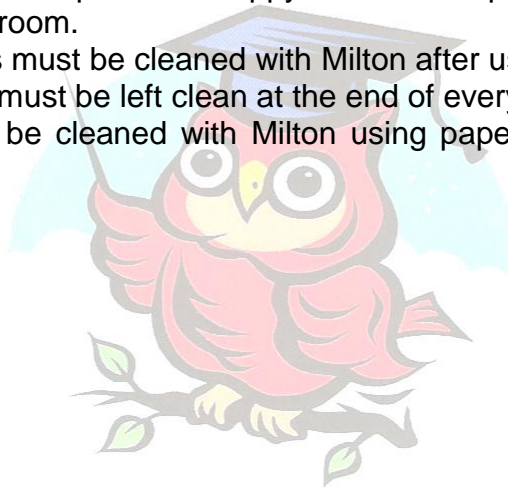 room.
must be cleaned with Milton after
must be left clean at the end of every
be cleaned with Milton using